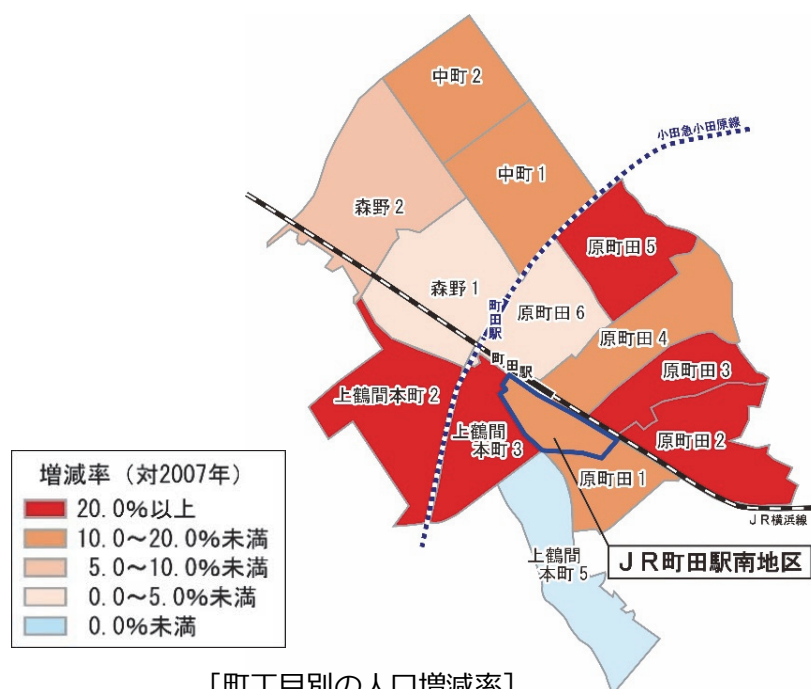 中町2
小田急小田原線
中町1
森野2
原町田5
森野1
原町田6
町田駅
原町田4
町田駅
原町田3
上鶴間本町2
上鶴間
本町3
原町田2
原町田1
JR横浜線
上鶴間
本町5
JR町田駅南地区
増減率（対2007年）
20.0%以上
10.0～20.0%未満
5.0～10.0%未満
0.0～5.0%未満
0.0%未満
［町丁目別の人口増減率］